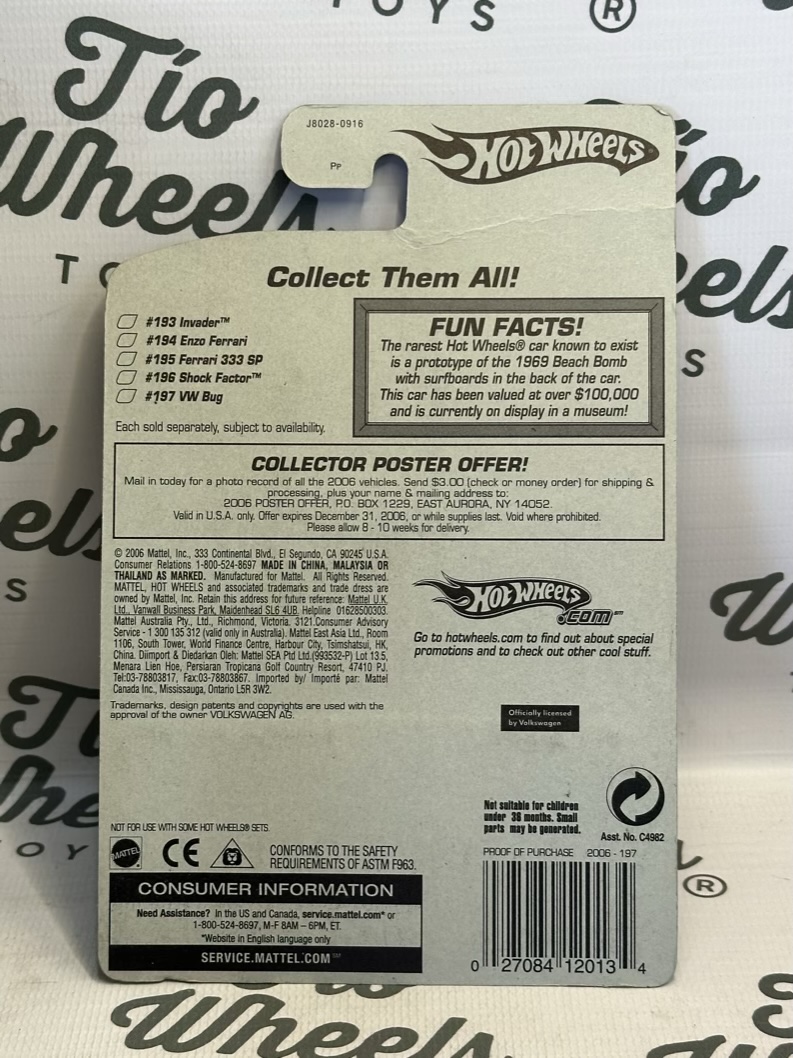 TOYS ®
Tío
Wheels
J8028-0916
PP
HOT WHEELS
Collect Them All!
#193 Invader™
#194 Enzo Ferrari
#195 Ferrari 333 SP
#196 Shock Factor™
#197 VW Bug
Each sold separately, subject to availability.
FUN FACTS!
The rarest Hot Wheels® car known to exist
is a prototype of the 1969 Beach Bomb
with surfboards in the back of the car.
This car has been valued at over $100,000
and is currently on display in a museum!
COLLECTOR POSTER OFFER!
Mail in today for a photo record of all the 2006 vehicles. Send $3.00 (check or money order) for shipping &
processing, plus your name & mailing address to:
2006 POSTER OFFER, P.O. BOX 1229, EAST AURORA, NY 14052.
Valid in U.S.A. only. Offer expires December 31, 2006, or while supplies last. Void where prohibited.
Please allow 8 - 10 weeks for delivery.
© 2006 Mattel, Inc., 333 Continental Blvd., El Segundo, CA 90245 U.S.A.
Consumer Relations 1-800-524-8697 MADE IN CHINA, MALAYSIA OR
THAILAND AS MARKED. Manufactured for Mattel. All Rights Reserved.
MATTEL, HOT WHEELS and associated trademarks and trade dress are
owned by Mattel, Inc. Retain this address for future reference: Mattel U.K.
Ltd., Vanwall Business Park, Maidenhead SL6 4UB. Helpline 01628500303.
Mattel Australia Pty., Ltd., Richmond, Victoria. 3121.Consumer Advisory
Service - 1 300 135 312 (valid only in Australia). Mattel East Asia Ltd., Room
1106, South Tower, World Finance Centre, Harbour City, Tsimshatsui, HK,
China. Diimport & Diedarkan Oleh: Mattel SEA Ptd Ltd.(993532-P) Lot 13.5,
Menara Lien Hoe, Persiaran Tropicana Golf Country Resort, 47410 PJ.
Tel:03-78803817, Fax:03-78803867. Imported by/ Importé par: Mattel
Canada Inc., Mississauga, Ontario L5R 3W2.
Trademarks, design patents and copyrights are used with the
approval of the owner VOLKSWAGEN AG.
HOT WHEELS
.COM™
Go to hotwheels.com to find out about special
promotions and to check out other cool stuff.
Officially licensed
by Volkswagen
NOT FOR USE WITH SOME HOT WHEELS® SETS.
MATTEL
CE
CONFORMS TO THE SAFETY
REQUIREMENTS OF ASTM F963.
Not suitable for children
under 36 months. Small
parts may be generated.
Asst. No. C4982
PROOF OF PURCHASE 2006 - 197
CONSUMER INFORMATION
Need Assistance? In the US and Canada, service.mattel.com* or
1-800-524-8697, M-F 8AM – 6PM, ET.
*Website in English language only
SERVICE.MATTEL.COM℠
0 27084 12013 4
®
Wheels